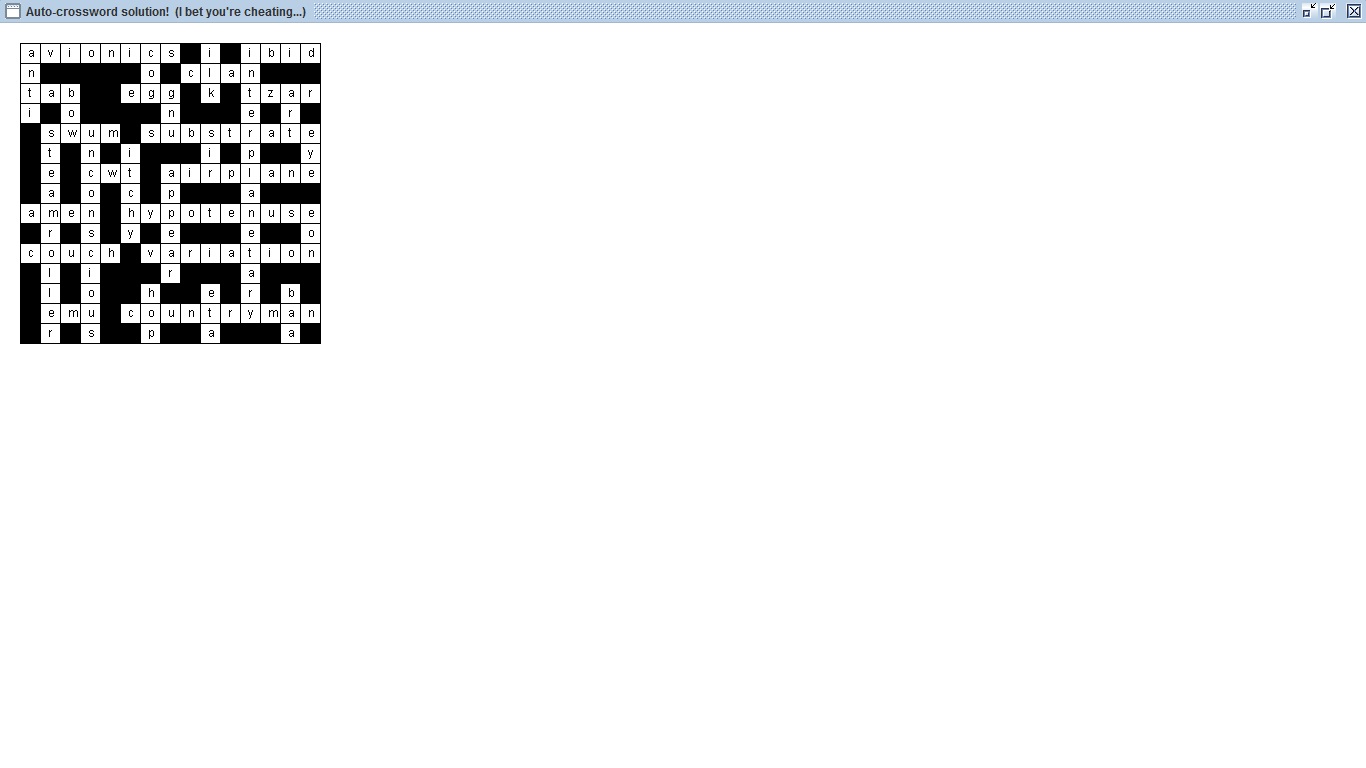 Auto-crossword solution! (I bet you're cheating...)
a v i o n i c s i i b i d
n o c l a n
t a b e g g k t z a r
i o n e r
s w u m s u b s t r a t e
t n i i p y
e c w t a i r p l a n e
a o c p a
a m e n h y p o t e n u s e
r s y e e o
c o u c h v a r i a t i o n
l i r a
l o h e r b
e m u c o u n t r y m a n
r s p a a